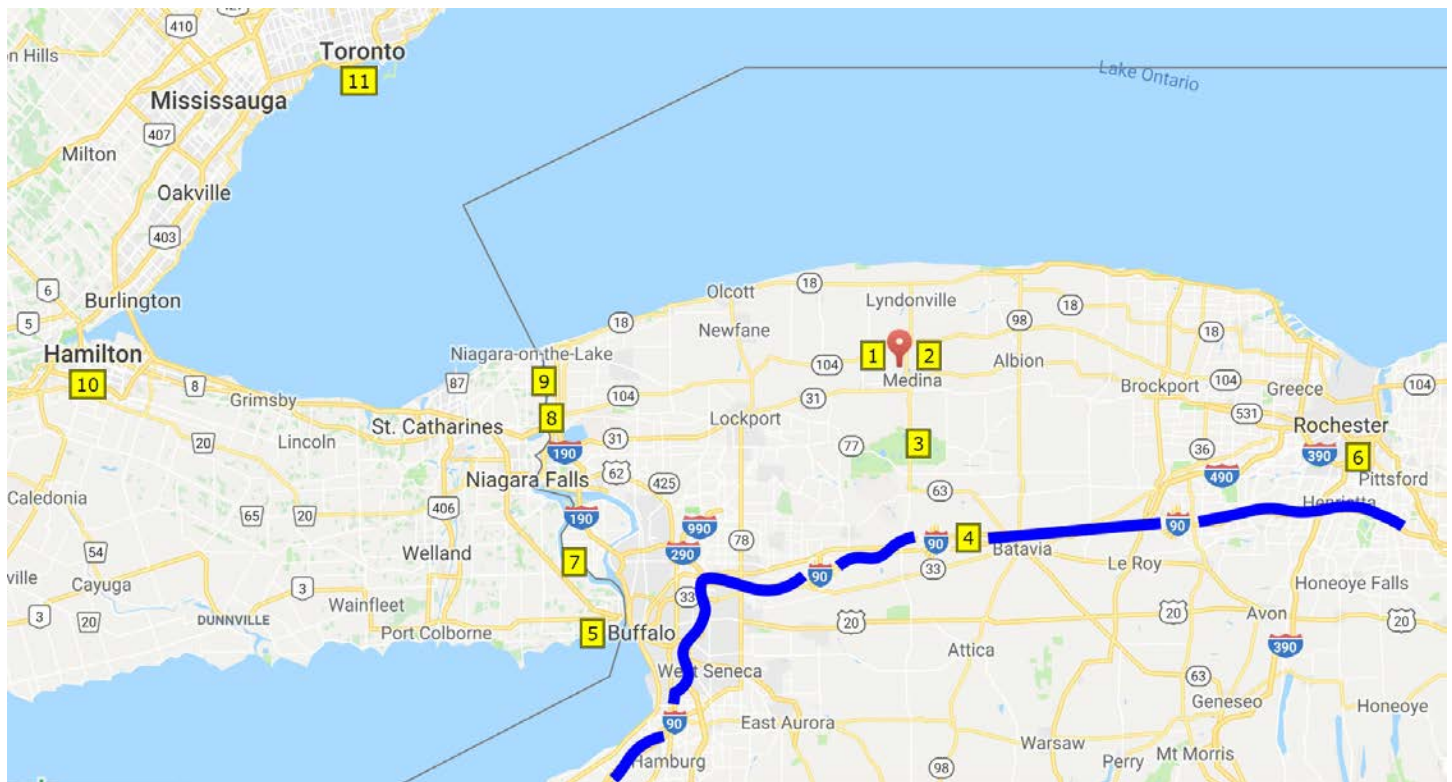 427
410
on Hills
Toronto
11
Lake Ontario
Mississauga
407
Milton
Oakville
403
6
Burlington
5
Hamilton
10
8
Grimsby
20
Lincoln
Caledonia
65
20
54
ville
Cayuga
3
20
DUNNVILLE
3
Wainfleet
Port Colborne
Welland
406
St. Catharines
87
Niagara-on-the-Lake
9
8
190
Niagara Falls
190
7
5
Buffalo
18
Olcott
18
Lyndonville
Newfane
98
18
18
104
1
2
Medina
Albion
104
31
Lockport
31
104
Brockport
Greece
104
531
Rochester
62
425
77
3
36
390
6
Pittsford
490
Henrietta
63
990
290
78
90
4
90
Batavia
33
33
90
Le Roy
Honeoye Falls
20
20
Avon
20
West Seneca
Attica
390
63
Geneseo
Honeoye
90
East Aurora
Hamburg
Warsaw
Perry
Mt Morris
98